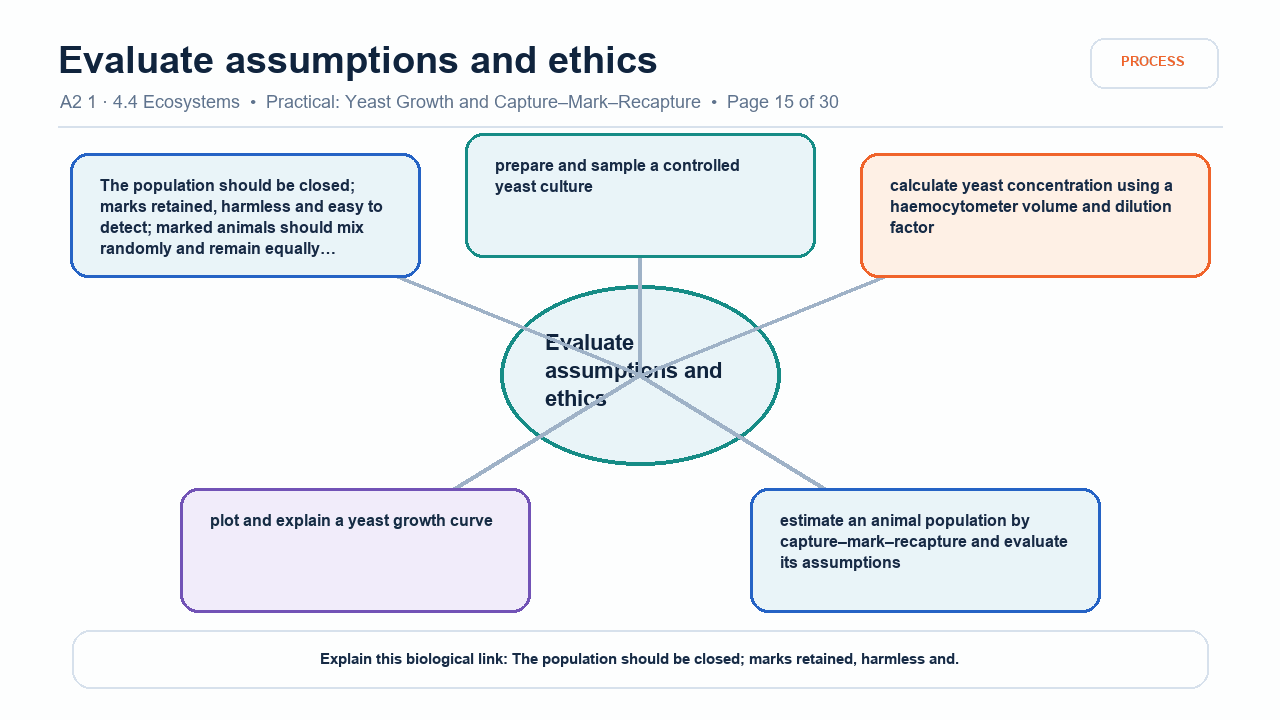 Evaluate assumptions and ethics
PROCESS
A2 1 · 4.4 Ecosystems • Practical: Yeast Growth and Capture–Mark–Recapture • Page 15 of 30
The population should be closed;
marks retained, harmless and easy to
detect; marked animals should mix
randomly and remain equally…
prepare and sample a controlled
yeast culture
calculate yeast concentration using a
haemocytometer volume and dilution
factor
Evaluate
assumptions and
ethics
plot and explain a yeast growth curve
estimate an animal population by
capture–mark–recapture and evaluate
its assumptions
Explain this biological link: The population should be closed; marks retained, harmless and.